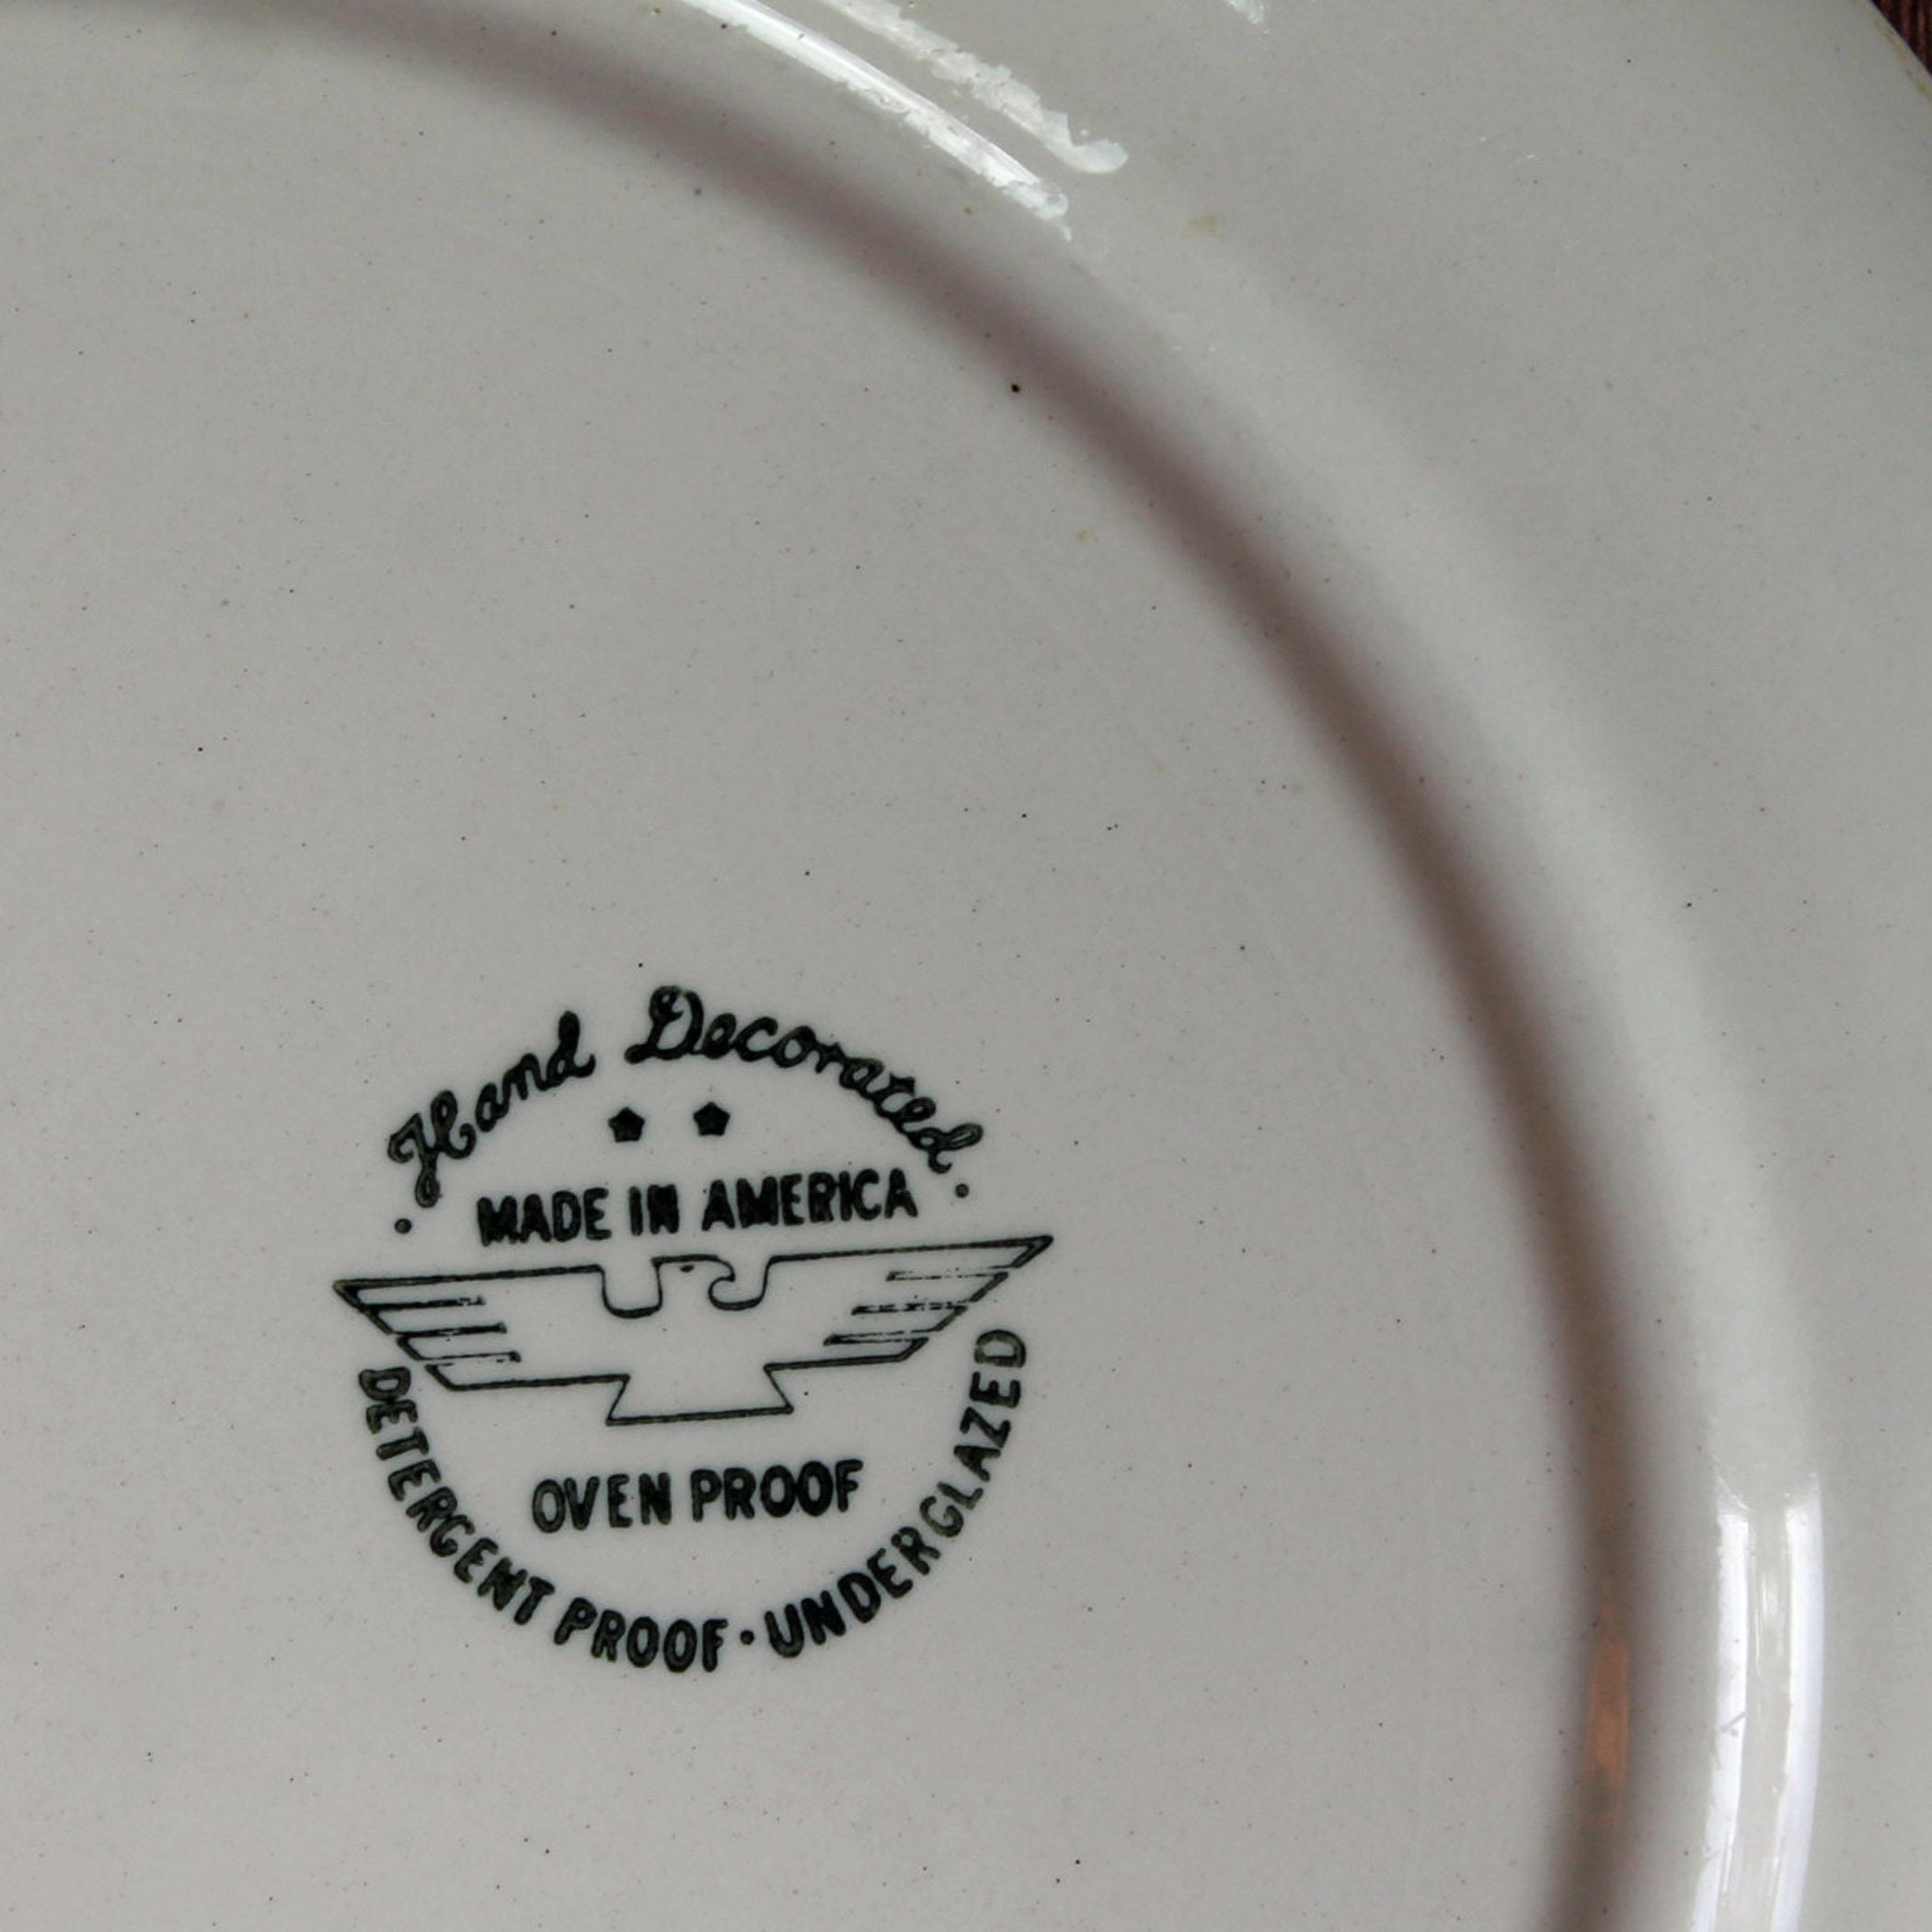 Hand Decorated
MADE IN AMERICA
OVEN PROOF
DETERGENT PROOF · UNDERGLAZED